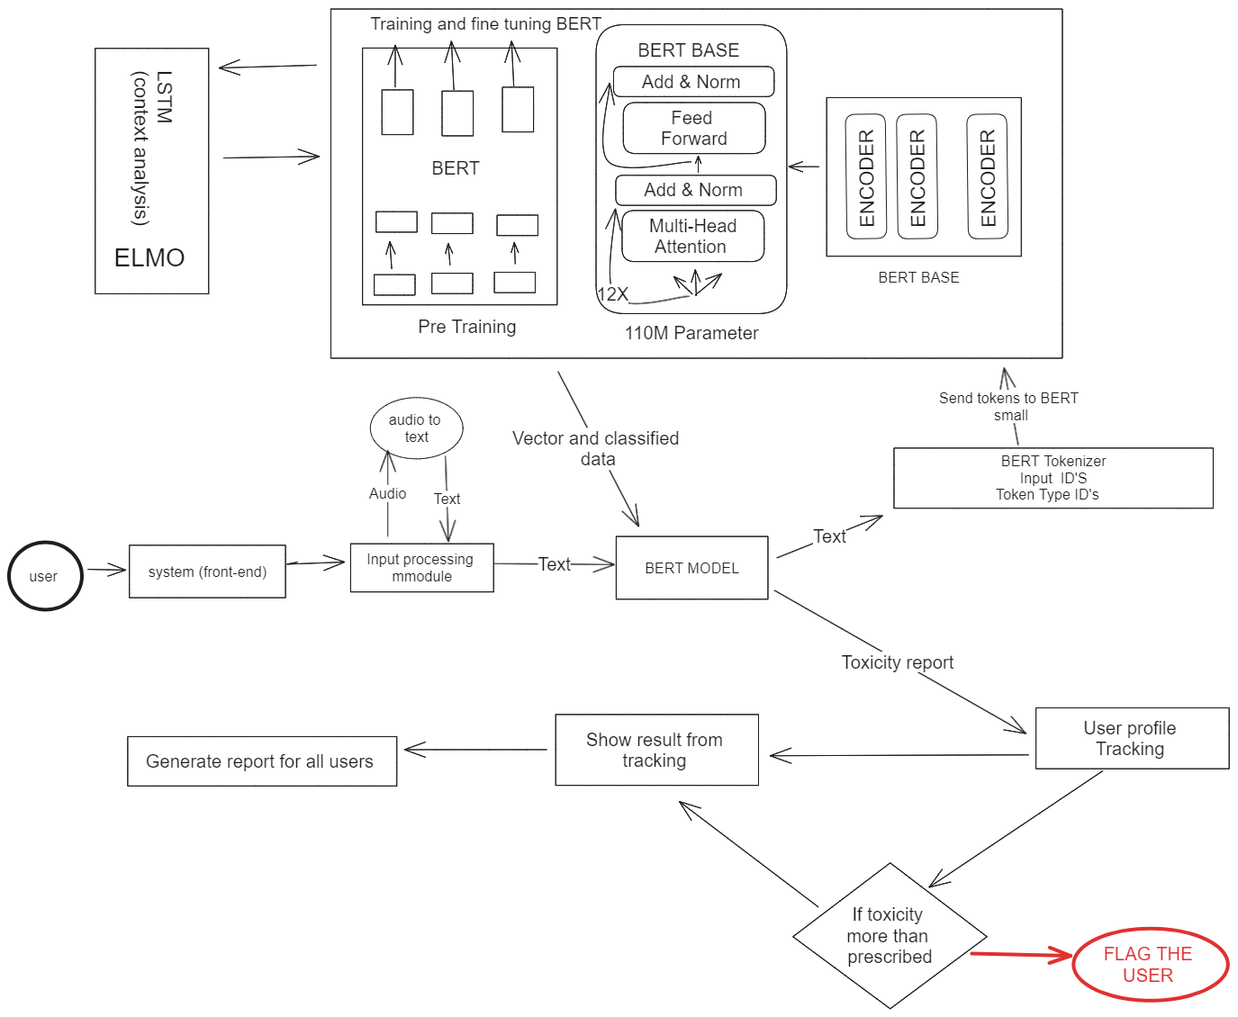 Training and fine tuning BERT
LSTM
(context analysis)
ELMO
BERT
Pre Training
BERT BASE
Add & Norm
Feed
Forward
Add & Norm
Multi-Head
Attention
12X
110M Parameter
ENCODER
ENCODER
ENCODER
BERT BASE
Send tokens to BERT
small
audio to
text
Vector and classified
data
BERT Tokenizer
Input ID'S
Token Type ID's
Audio
Text
user
system (front-end)
Input processing
mmodule
Text
BERT MODEL
Text
Toxicity report
User profile
Tracking
Show result from
tracking
Generate report for all users
If toxicity
more than
prescribed
FLAG THE
USER